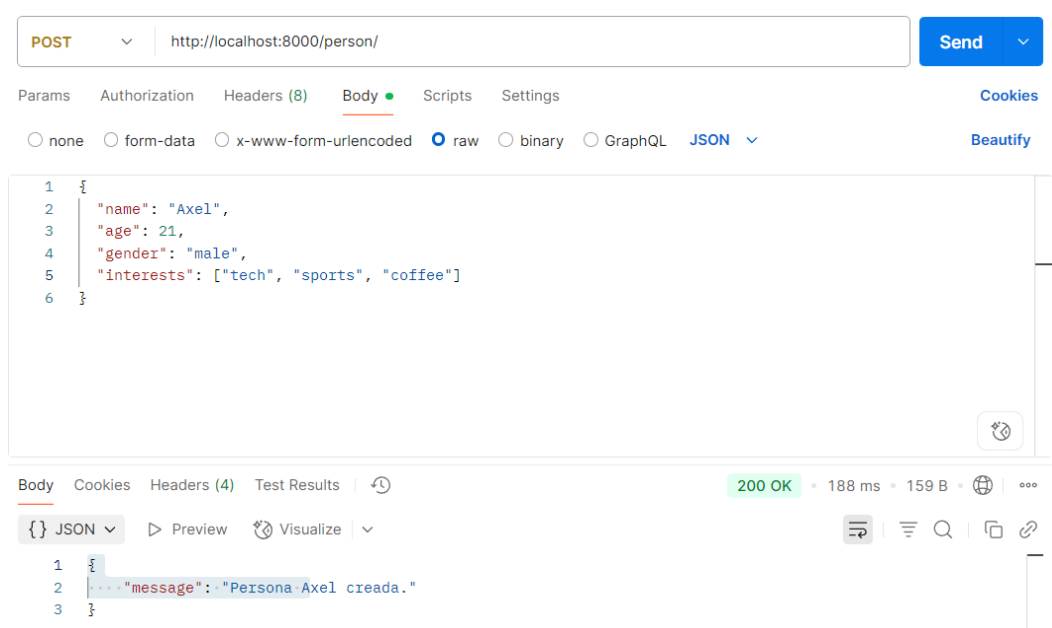 POST http://localhost:8000/person/ Send
Params Authorization Headers (8) Body Scripts Settings Cookies
none form-data x-www-form-urlencoded raw binary GraphQL JSON Beautify
1 {
2 "name": "Axel",
3 "age": 21,
4 "gender": "male",
5 "interests": ["tech", "sports", "coffee"]
6 }
Body Cookies Headers (4) Test Results 200 OK 188 ms 159 B
{} JSON Preview Visualize
1 {
2 "message": "Persona Axel creada."
3 }